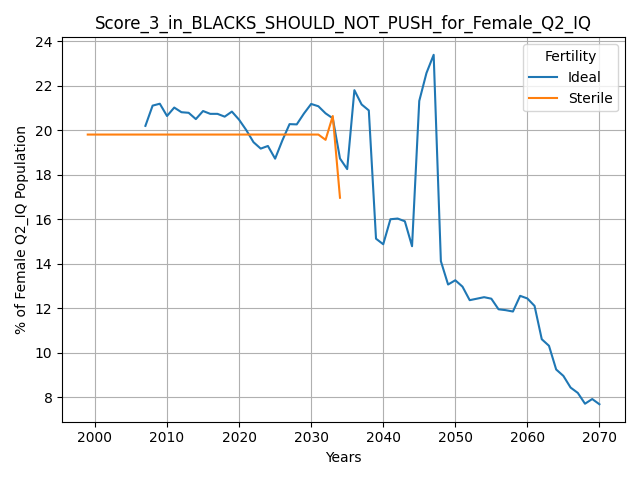 Score_3_in_BLACKS_SHOULD_NOT_PUSH_for_Female_Q2_IQ
24
22
20
18
16
14
12
10
8
% of Female Q2_IQ Population
Fertility
Ideal
Sterile
2000 2010 2020 2030 2040 2050 2060 2070
Years